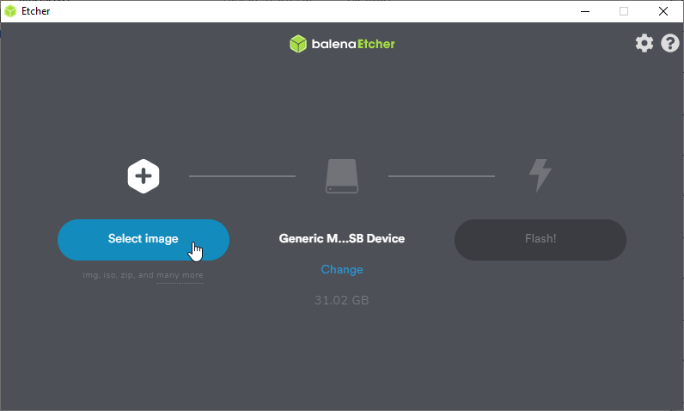 Etcher
balenaEtcher
Select image
Generic M...SB Device
Flash!
img, iso, zip, and many more
Change
31.02 GB